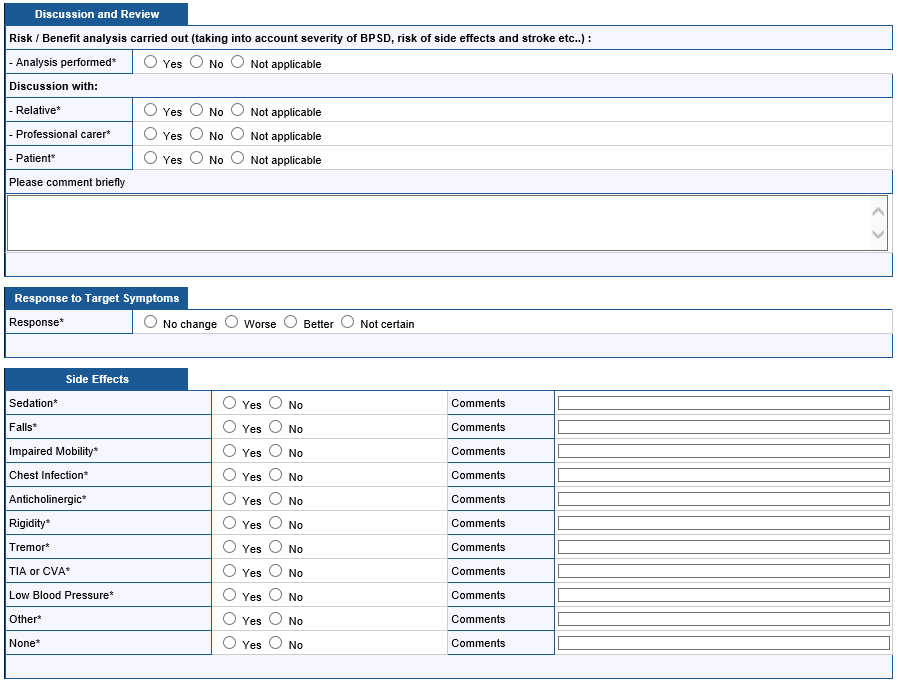 Discussion and Review
Risk / Benefit analysis carried out (taking into account severity of BPSD, risk of side effects and stroke etc..) :
- Analysis performed* Yes No Not applicable
Discussion with:
- Relative* Yes No Not applicable
- Professional carer* Yes No Not applicable
- Patient* Yes No Not applicable
Please comment briefly
Response to Target Symptoms
Response* No change Worse Better Not certain
Side Effects
Sedation* Yes No Comments
Falls* Yes No Comments
Impaired Mobility* Yes No Comments
Chest Infection* Yes No Comments
Anticholinergic* Yes No Comments
Rigidity* Yes No Comments
Tremor* Yes No Comments
TIA or CVA* Yes No Comments
Low Blood Pressure* Yes No Comments
Other* Yes No Comments
None* Yes No Comments